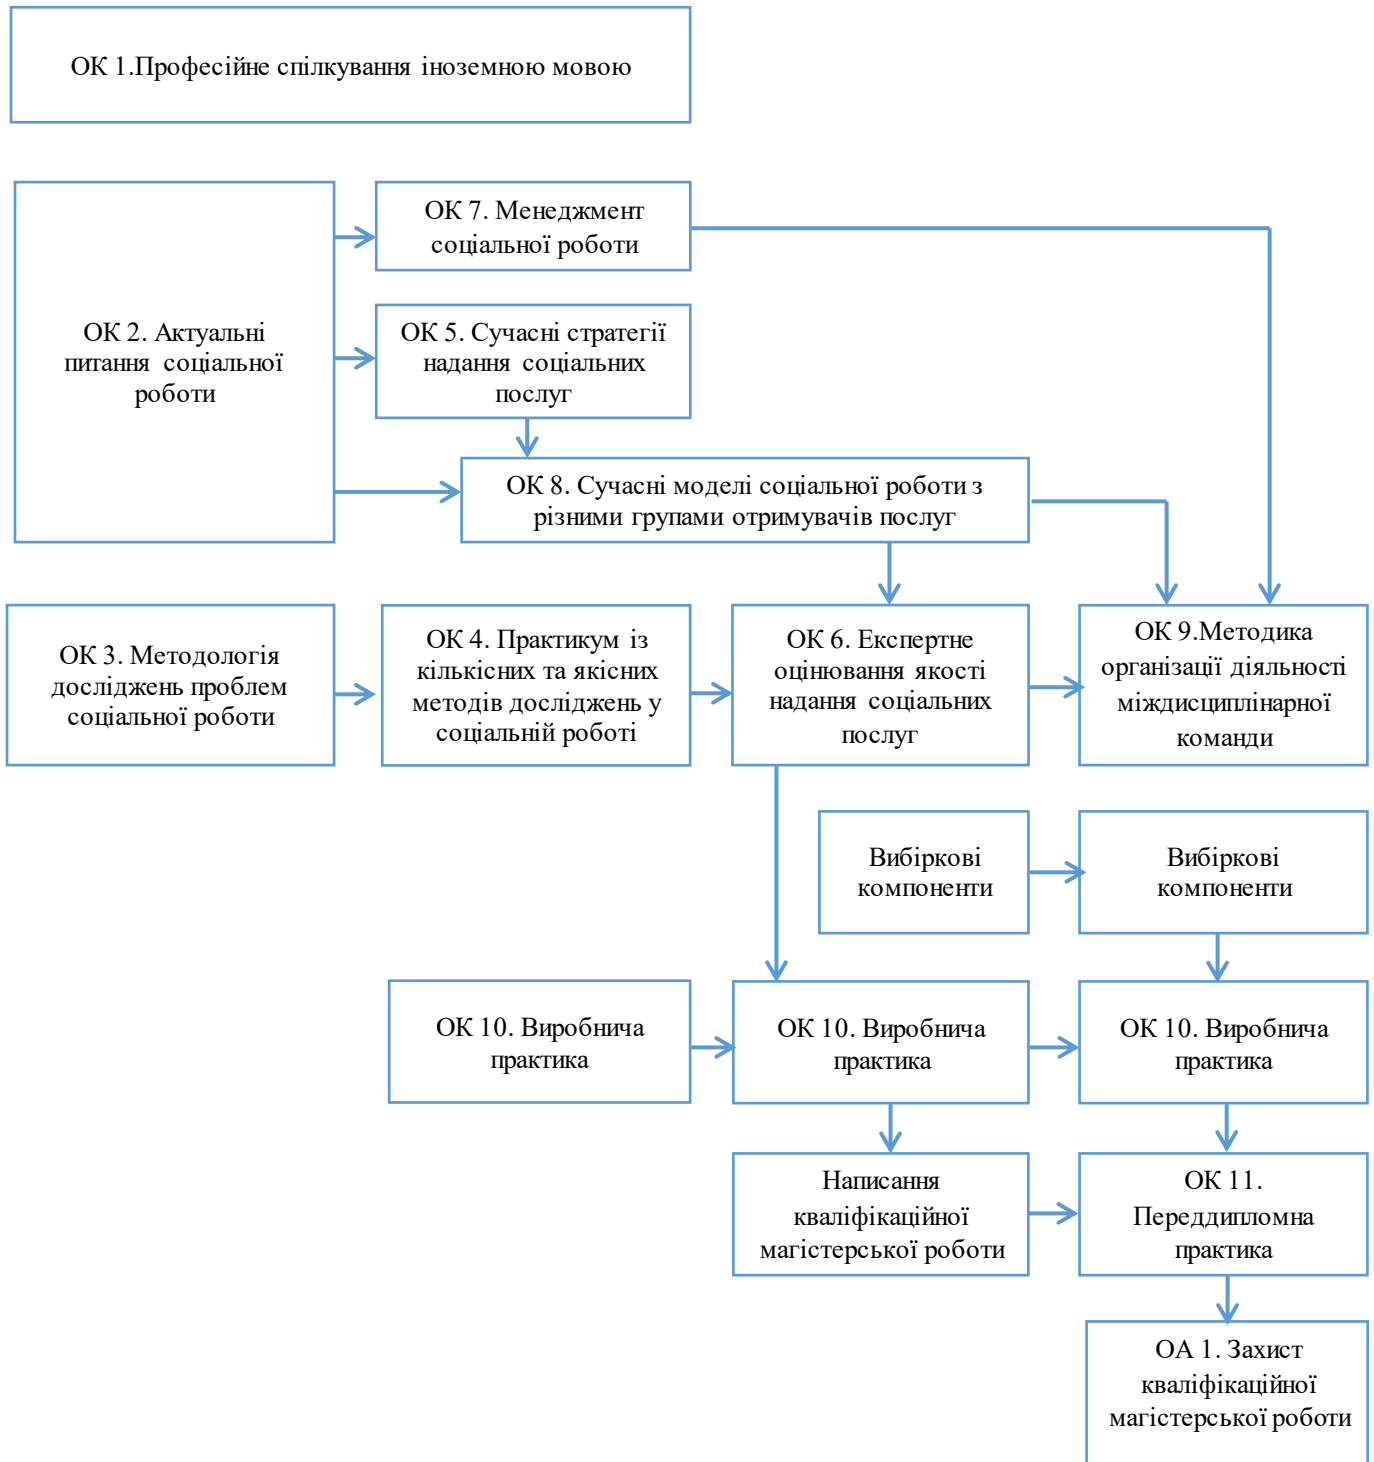 ОК 1.Професійне спілкування іноземною мовою
ОК 2. Актуальні
питання соціальної
роботи
ОК 7. Менеджмент
соціальної роботи
ОК 5. Сучасні стратегії
надання соціальних
послуг
ОК 8. Сучасні моделі соціальної роботи з
різними групами отримувачів послуг
ОК 3. Методологія
досліджень проблем
соціальної роботи
ОК 4. Практикум із
кількісних та якісних
методів досліджень у
соціальній роботі
ОК 6. Експертне
оцінювання якості
надання соціальних
послуг
ОК 9.Методика
організації діяльності
міждисциплінарної
команди
Вибіркові
компоненти
Вибіркові
компоненти
ОК 10. Виробнича
практика
ОК 10. Виробнича
практика
ОК 10. Виробнича
практика
Написання
кваліфікаційної
магістерської роботи
ОК 11.
Переддипломна
практика
ОА 1. Захист
кваліфікаційної
магістерської роботи